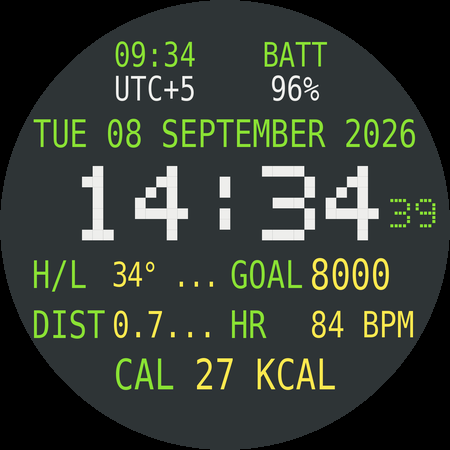 09:34 BATT
UTC+5 96%
TUE 08 SEPTEMBER 2026
14:34 39
H/L 34° ... GOAL 8000
DIST 0.7... HR 84 BPM
CAL 27 KCAL